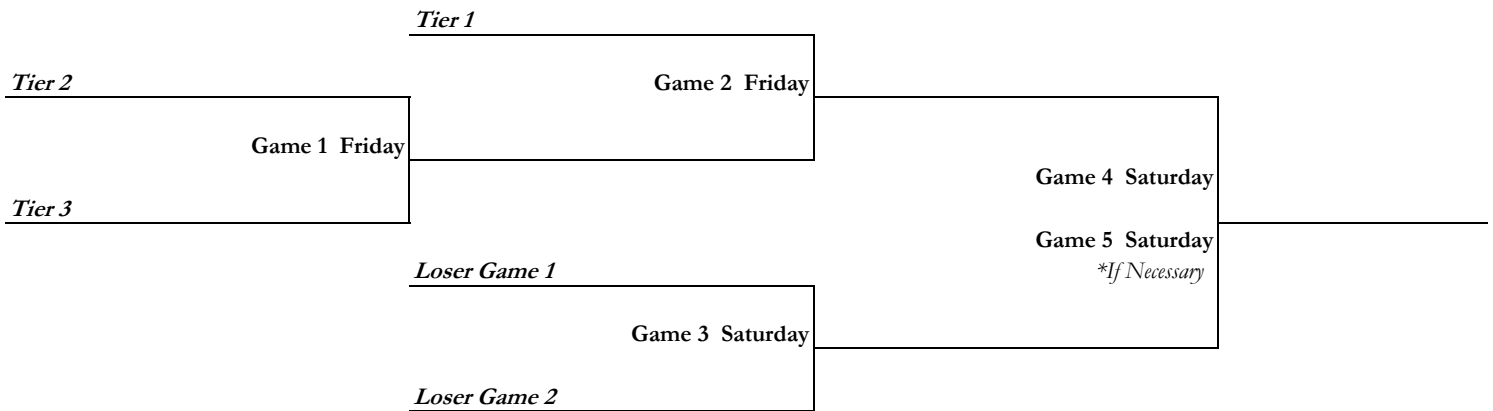 Tier 1
Tier 2
Game 2 Friday
Game 1 Friday
Game 4 Saturday
Tier 3
Game 5 Saturday
Loser Game 1
*If Necessary
Game 3 Saturday
Loser Game 2